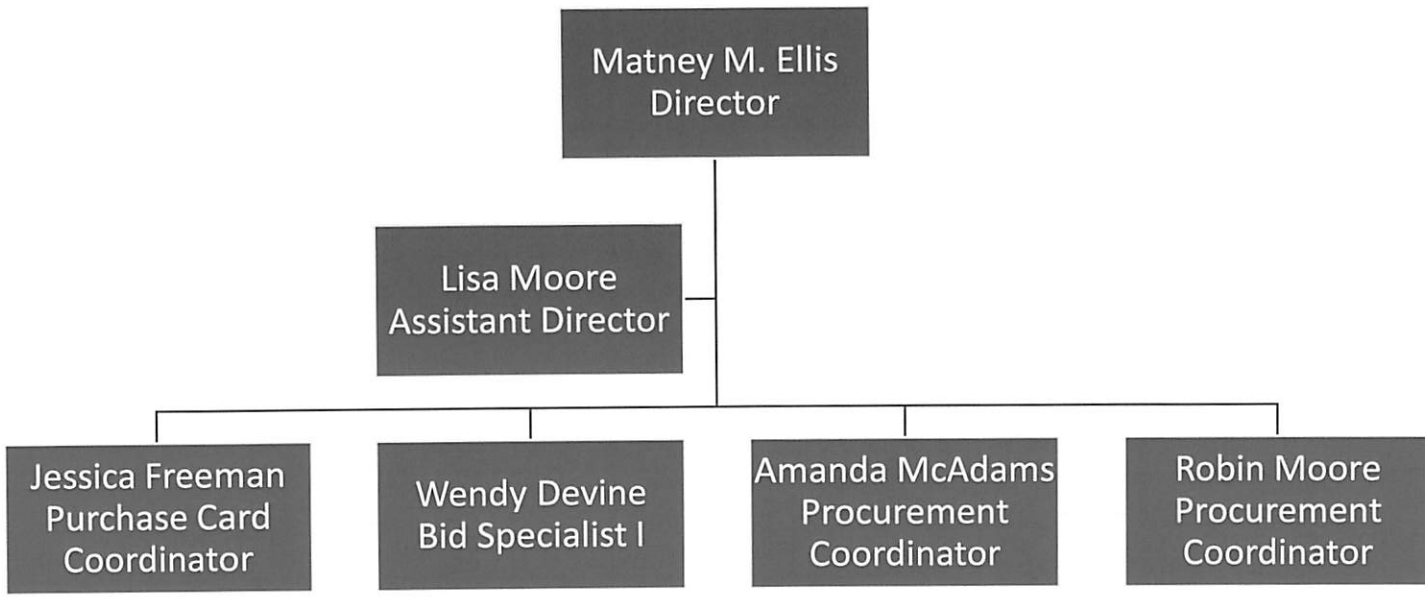 Matney M. Ellis
Director
Lisa Moore
Assistant Director
Jessica Freeman
Purchase Card
Coordinator
Wendy Devine
Bid Specialist I
Amanda McAdams
Procurement
Coordinator
Robin Moore
Procurement
Coordinator